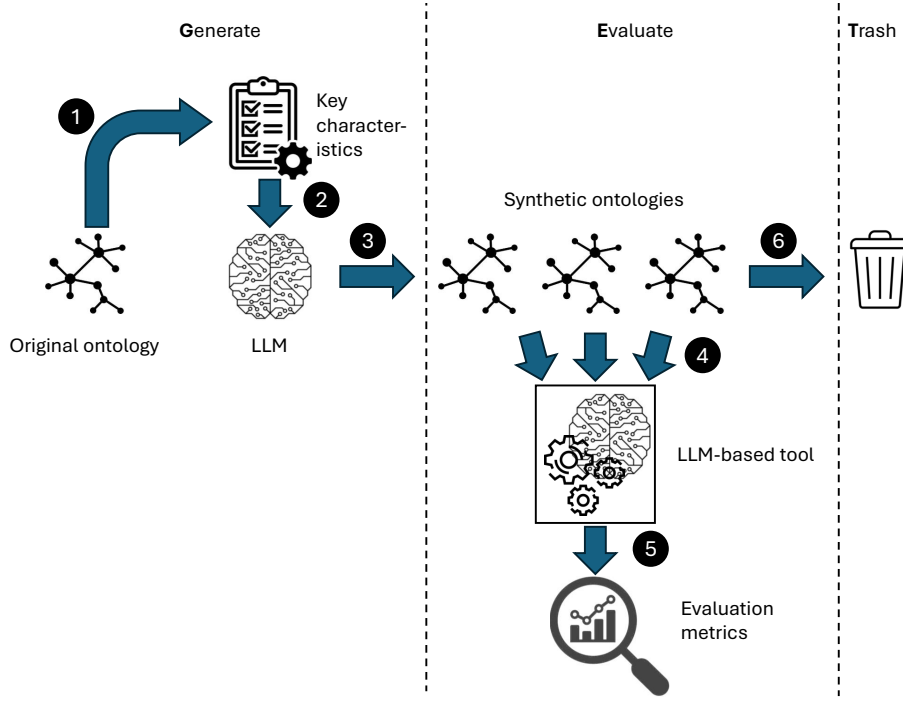 Generate
Evaluate
Trash
1
Key
character-
istics
2
3
Original ontology
LLM
Synthetic ontologies
6
4
LLM-based tool
5
Evaluation
metrics